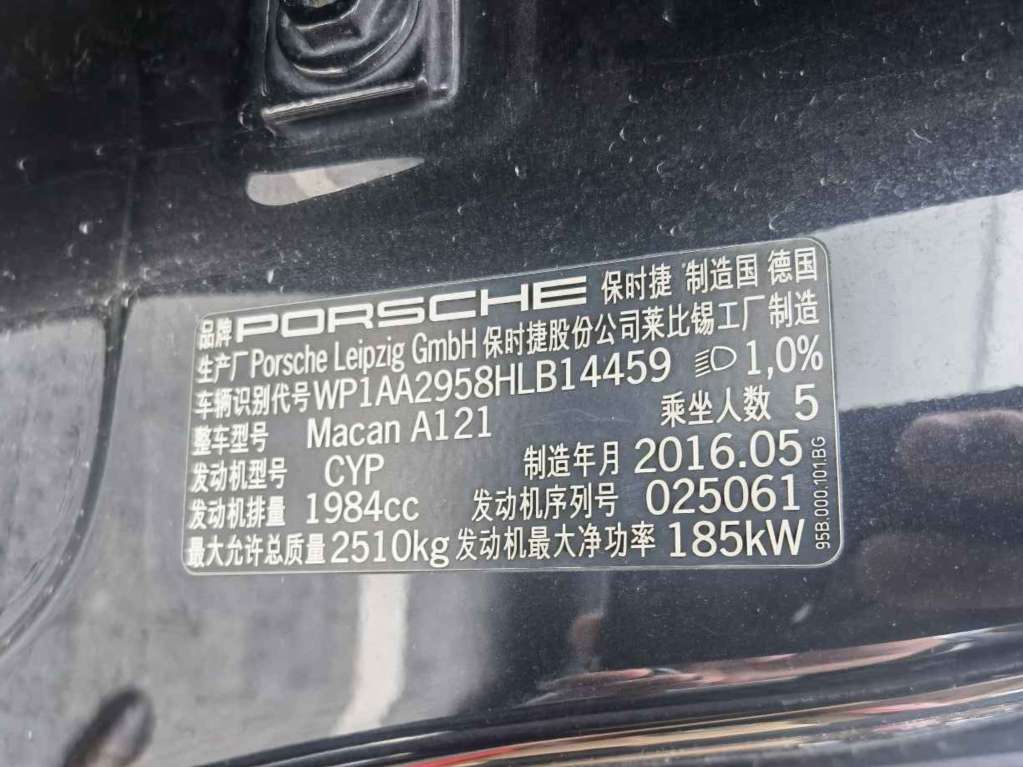 品牌 PORSCHE 保时捷 制造国 德国
生产厂 Porsche Leipzig GmbH 保时捷股份公司莱比锡工厂制造
车辆识别代号 WP1AA2958HLB14459 1,0%
整车型号 Macan A121 乘坐人数 5
发动机型号 CYP 制造年月 2016.05
发动机排量 1984cc 发动机序列号 025061
最大允许总质量 2510kg 发动机最大净功率 185kW
95B.000.101.BG